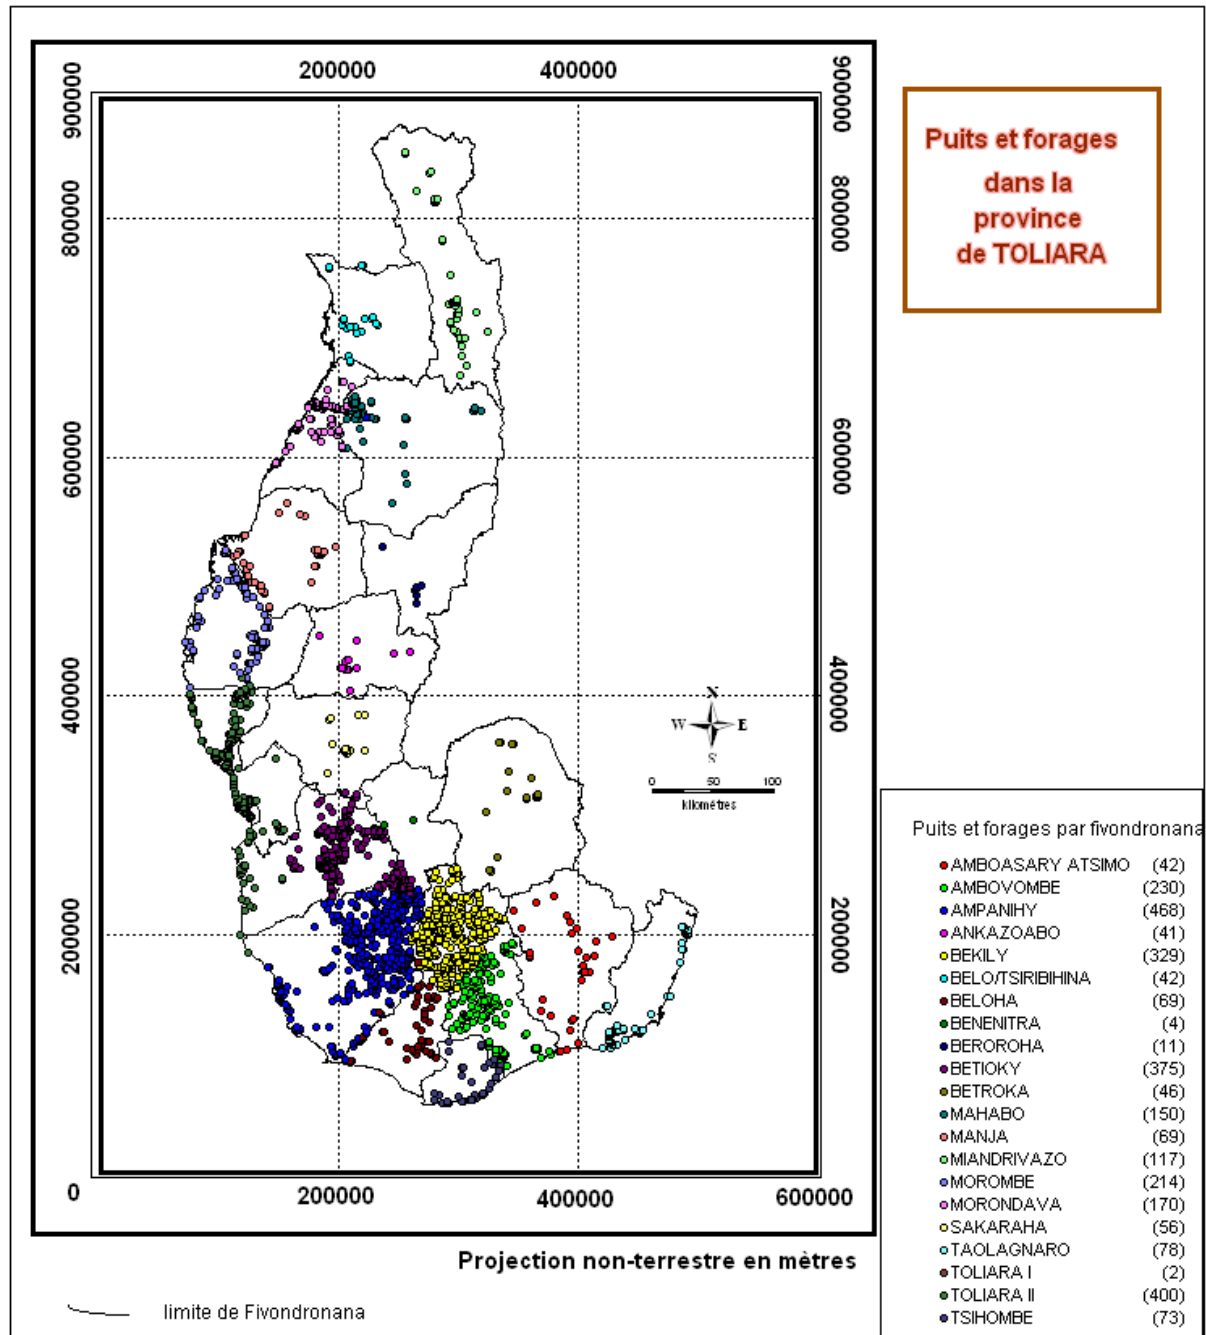 Puits et forages
dans la
province
de TOLIARA
200000 400000
900000 900000
800000 800000
600000 600000
400000 400000
200000 200000
0 200000 400000 600000
N
W E
S
0 50 100
kilométres
Projection non-terrestre en mètres
limite de Fivondronana
Puits et forages par fivondronana
AMBOASARY ATSIMO (42)
AMBOVOMBE (230)
AMPANIHY (468)
ANKAZOABO (41)
BEKILY (329)
BELO/TSIRIBIHINA (42)
BELOHA (69)
BENENITRA (4)
BEROROHA (11)
BETIOKY (375)
BETROKA (46)
MAHABO (150)
MANJA (69)
MIANDRIVAZO (117)
MOROMBE (214)
MORONDAVA (170)
SAKARAHA (56)
TAOLAGNARO (78)
TOLIARA I (2)
TOLIARA II (400)
TSIHOMBE (73)